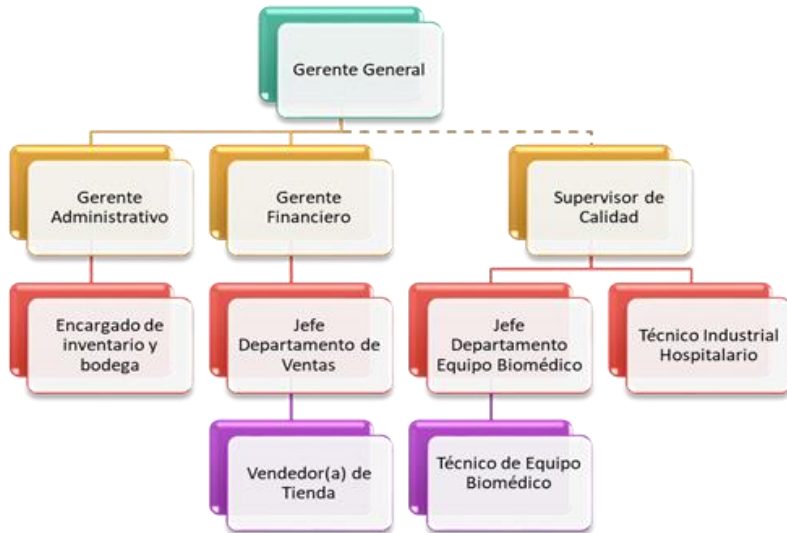 Gerente General
Gerente
Administrativo
Gerente
Financiero
Supervisor de
Calidad
Encargado de
inventario y
bodega
Jefe
Departamento de
Ventas
Jefe
Departamento
Equipo Biomédico
Técnico Industrial
Hospitalario
Vendedor(a) de
Tienda
Técnico de Equipo
Biomédico